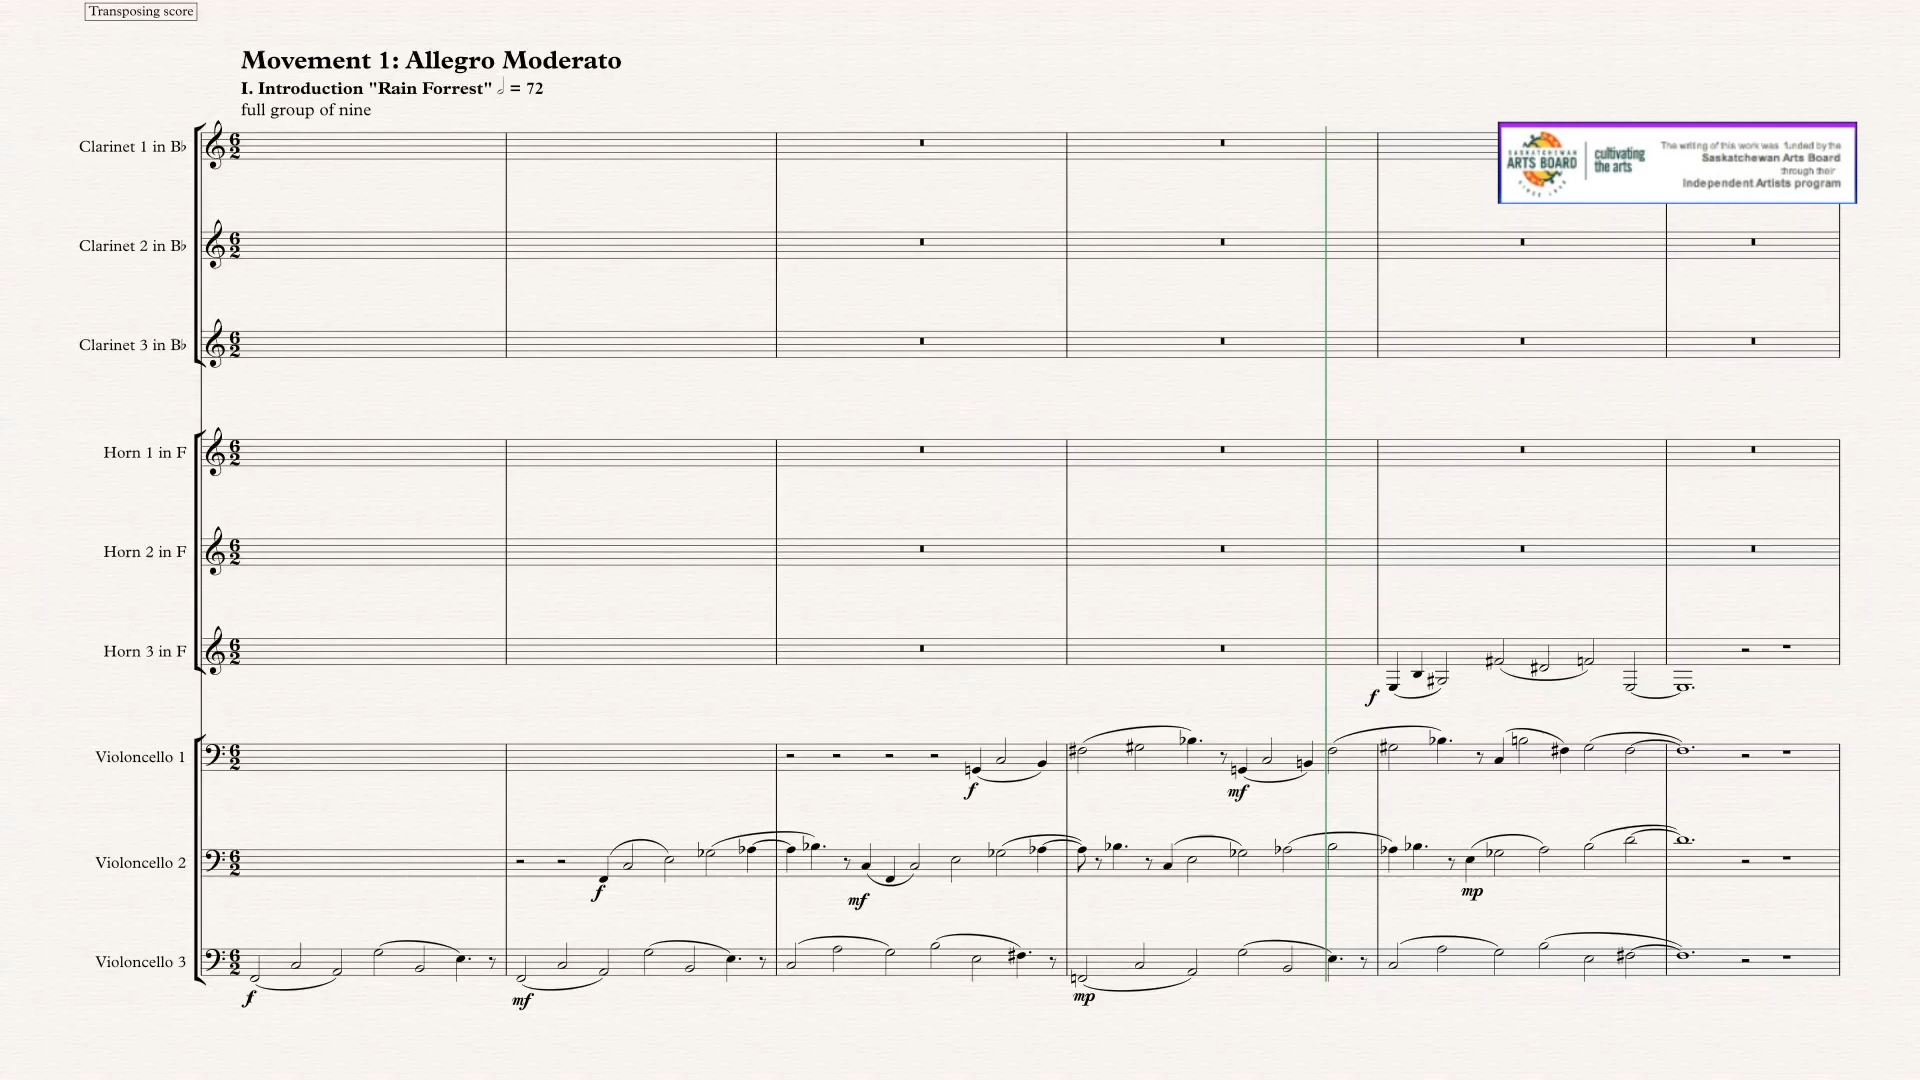 Transposing score
Movement 1: Allegro Moderato
I. Introduction "Rain Forrest" 𝅗𝅥 = 72
full group of nine
Clarinet 1 in B♭
SASKATCHEWAN
ARTS BOARD
SINCE 1948
cultivating
the arts
The writing of this work was funded by the
Saskatchewan Arts Board
through their
Independent Artists program
Clarinet 2 in B♭
Clarinet 3 in B♭
Horn 1 in F
Horn 2 in F
Horn 3 in F
f
Violoncello 1
f mf
Violoncello 2
f mf mp
Violoncello 3
f mf mp